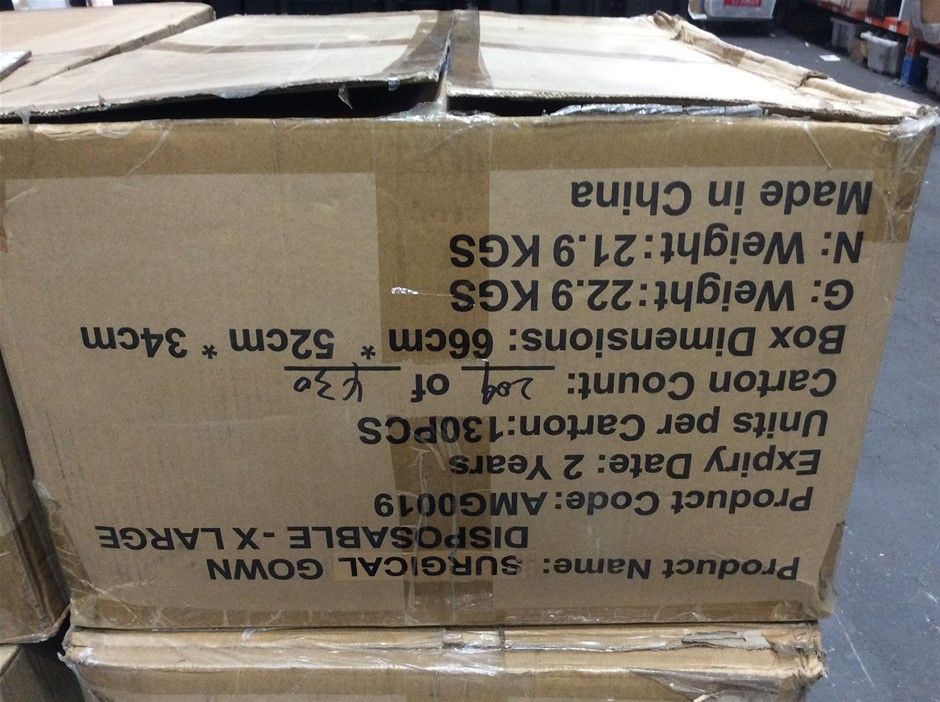 Product Name: SURGICAL GOWN
DISPOSABLE - X LARGE
Product Code: AMG0019
Expiry Date: 2 Years
Units per Carton:130PCS
Carton Count: 209 of 430
Box Dimensions: 66cm * 52cm * 34cm
G: Weight:22.9 KGS
N: Weight:21.9 KGS
Made in China